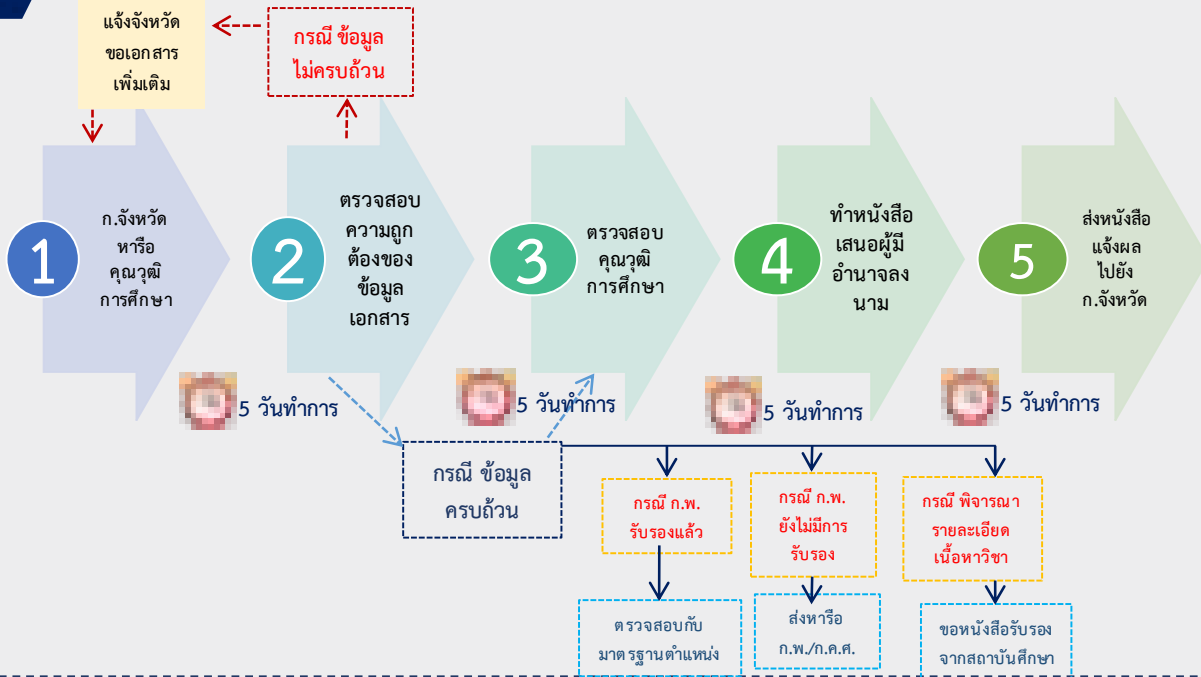 แจ้งจังหวัด
ขอเอกสาร
เพิ่มเติม
กรณี ข้อมูล
ไม่ครบถ้วน
1
ก.จังหวัด
หารือ
คุณวุฒิ
การศึกษา
2
ตรวจสอบ
ความถูก
ต้องของ
ข้อมูล
เอกสาร
3
ตรวจสอบ
คุณวุฒิ
การศึกษา
4
ทำหนังสือ
เสนอผู้มี
อำนาจลง
นาม
5
ส่งหนังสือ
แจ้งผล
ไปยัง
ก.จังหวัด
5 วันทำการ
5 วันทำการ
5 วันทำการ
5 วันทำการ
กรณี ข้อมูล
ครบถ้วน
กรณี ก.พ.
รับรองแล้ว
กรณี ก.พ.
ยังไม่มีการ
รับรอง
กรณี พิจารณา
รายละเอียด
เนื้อหาวิชา
ตรวจสอบกับ
มาตรฐานตำแหน่ง
ส่งหารือ
ก.พ./ก.ค.ศ.
ขอหนังสือรับรอง
จากสถาบันศึกษา